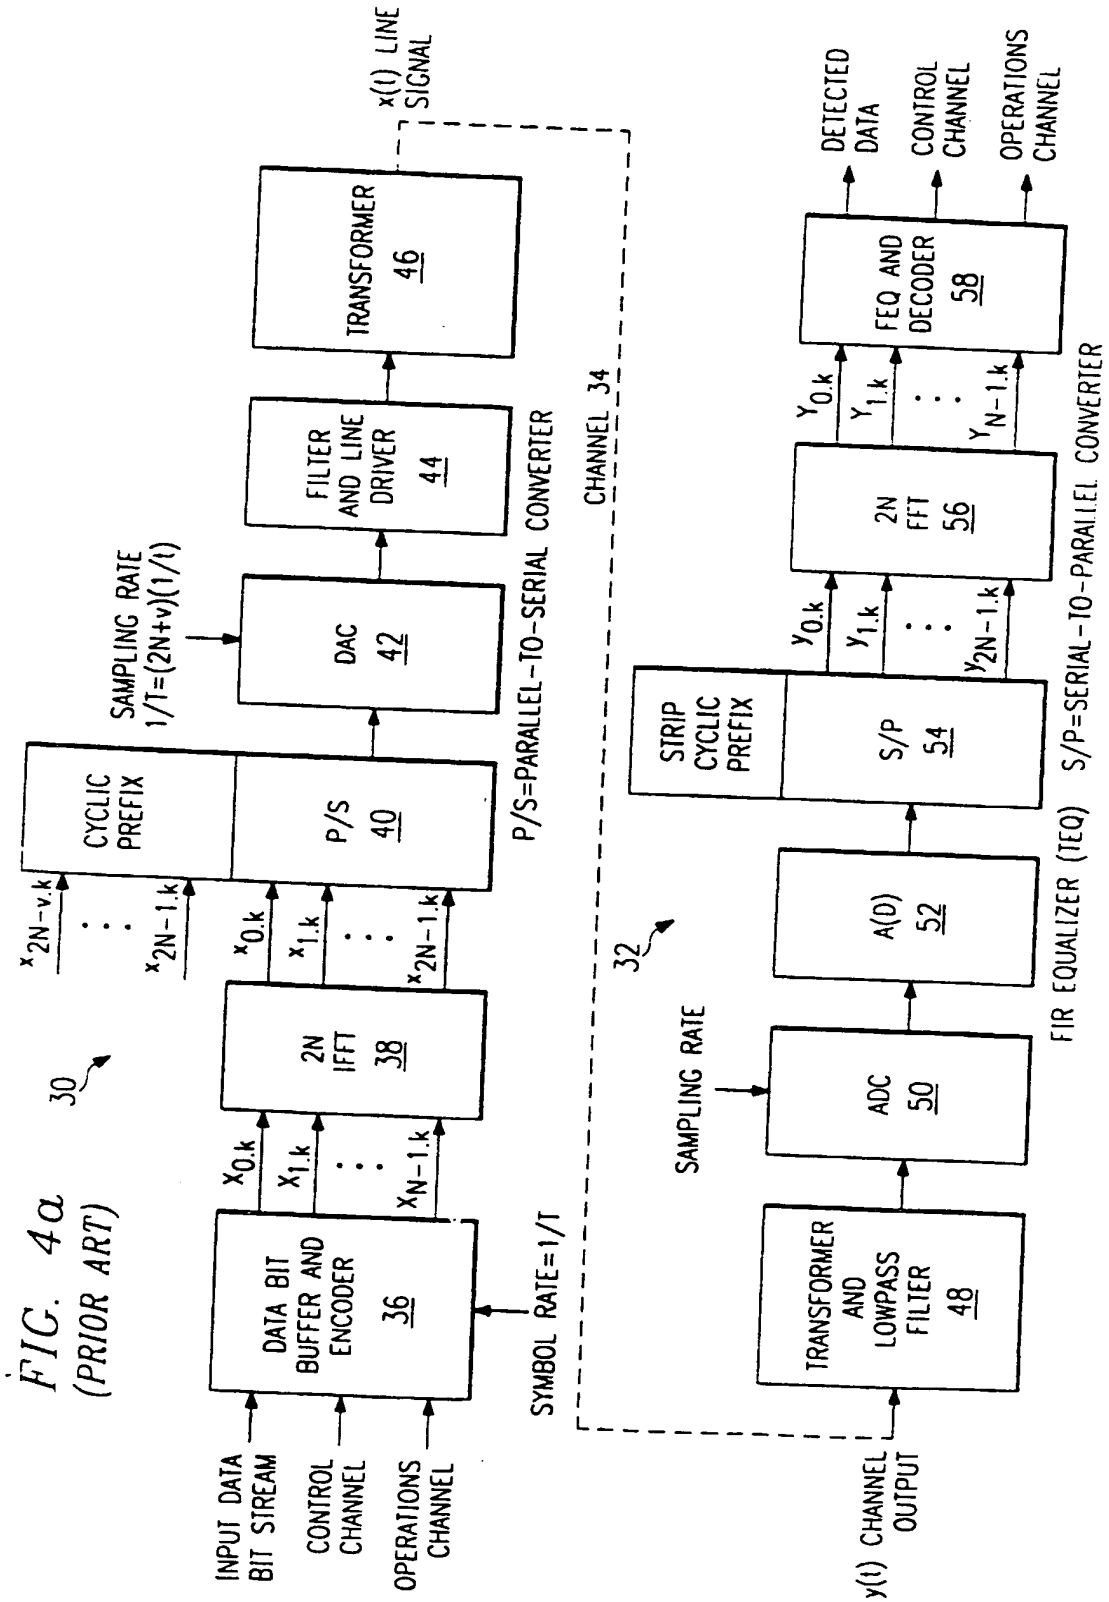 FIG. 4a
(PRIOR ART)
30
INPUT DATA
BIT STREAM
CONTROL
CHANNEL
OPERATIONS
CHANNEL
DATA BIT
BUFFER AND
ENCODER
36
SYMBOL RATE=1/T
X0.k
X1.k
XN-1.k
2N
IFFT
38
x2N-v.k
x2N-1.k
x0.k
x1.k
x2N-1.k
CYCLIC
PREFIX
P/S
40
P/S=PARALLEL-TO-SERIAL CONVERTER
SAMPLING RATE
1/T=(2N+v)(1/t)
DAC
42
FILTER
AND LINE
DRIVER
44
TRANSFORMER
46
x(t) LINE
SIGNAL
CHANNEL 34
32
y(t) CHANNEL
OUTPUT
TRANSFORMER
AND
LOWPASS
FILTER
48
SAMPLING RATE
ADC
50
A(D)
52
FIR EQUALIZER (TEQ)
STRIP
CYCLIC
PREFIX
S/P
54
S/P=SERIAL-TO-PARALLEL CONVERTER
y0.k
y1.k
y2N-1.k
2N
FFT
56
Y0.k
Y1.k
YN-1.k
FEQ AND
DECODER
58
DETECTED
DATA
CONTROL
CHANNEL
OPERATIONS
CHANNEL